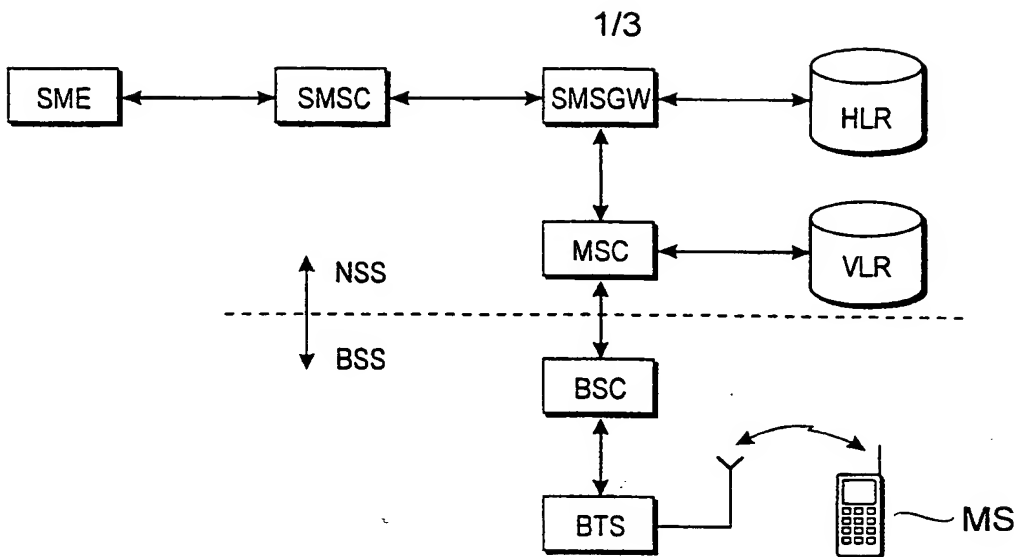 1/3
SME
SMSC
SMSGW
HLR
MSC
VLR
NSS
BSS
BSC
BTS
MS